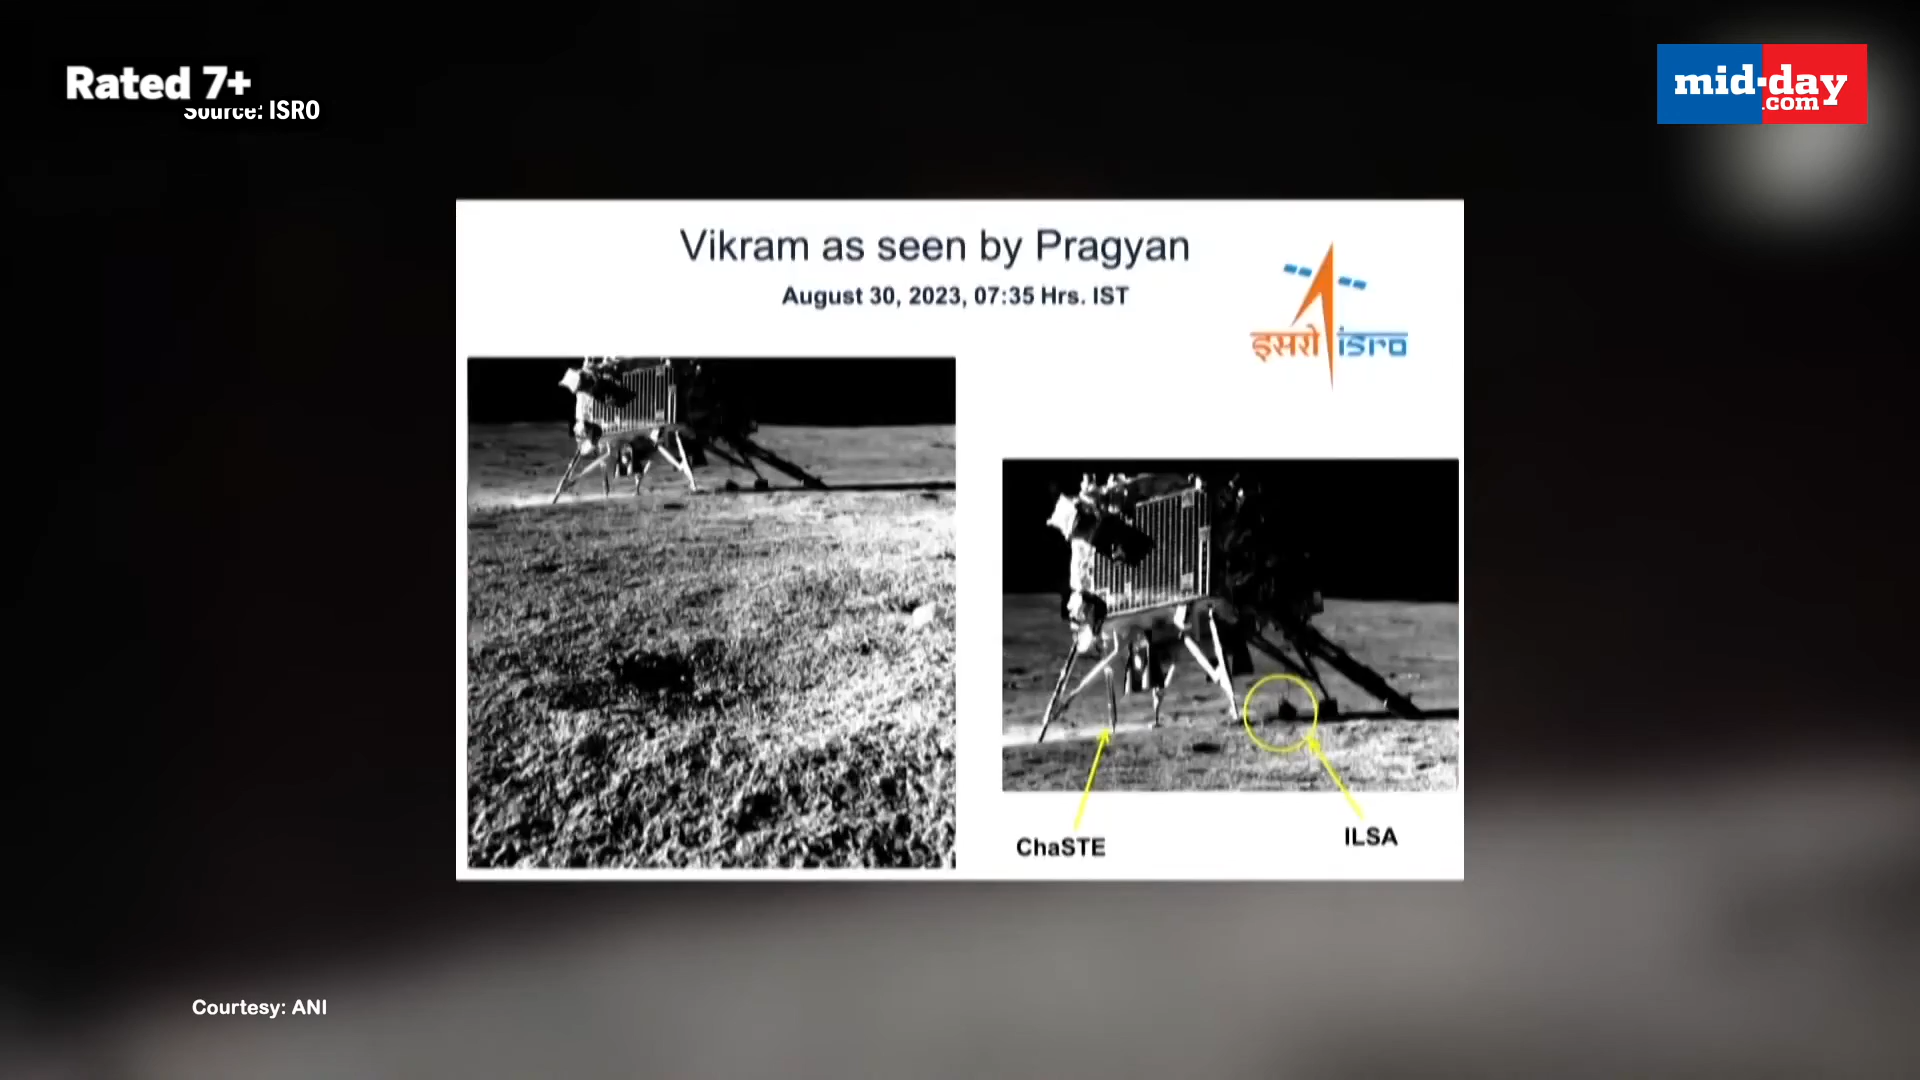 Rated 7+
Source: ISRO
mid-day
.com
Vikram as seen by Pragyan
August 30, 2023, 07:35 Hrs. IST
इसरो isro
ChaSTE
ILSA
Courtesy: ANI